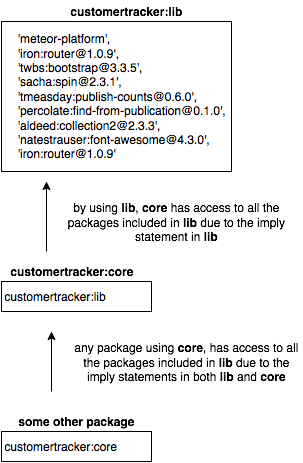 customertracker:lib
'meteor-platform',
'iron:router@1.0.9',
'twbs:bootstrap@3.3.5',
'sacha:spin@2.3.1',
'tmeasday:publish-counts@0.6.0',
'percolate:find-from-publication@0.1.0',
'aldeed:collection2@2.3.3',
'natestrauser:font-awesome@4.3.0',
'iron:router@1.0.9'
by using lib, core has access to all the
packages included in lib due to the imply
statement in lib
customertracker:core
customertracker:lib
any package using core, has access to all
the packages included in lib due to the
imply statements in both lib and core
some other package
customertracker:core